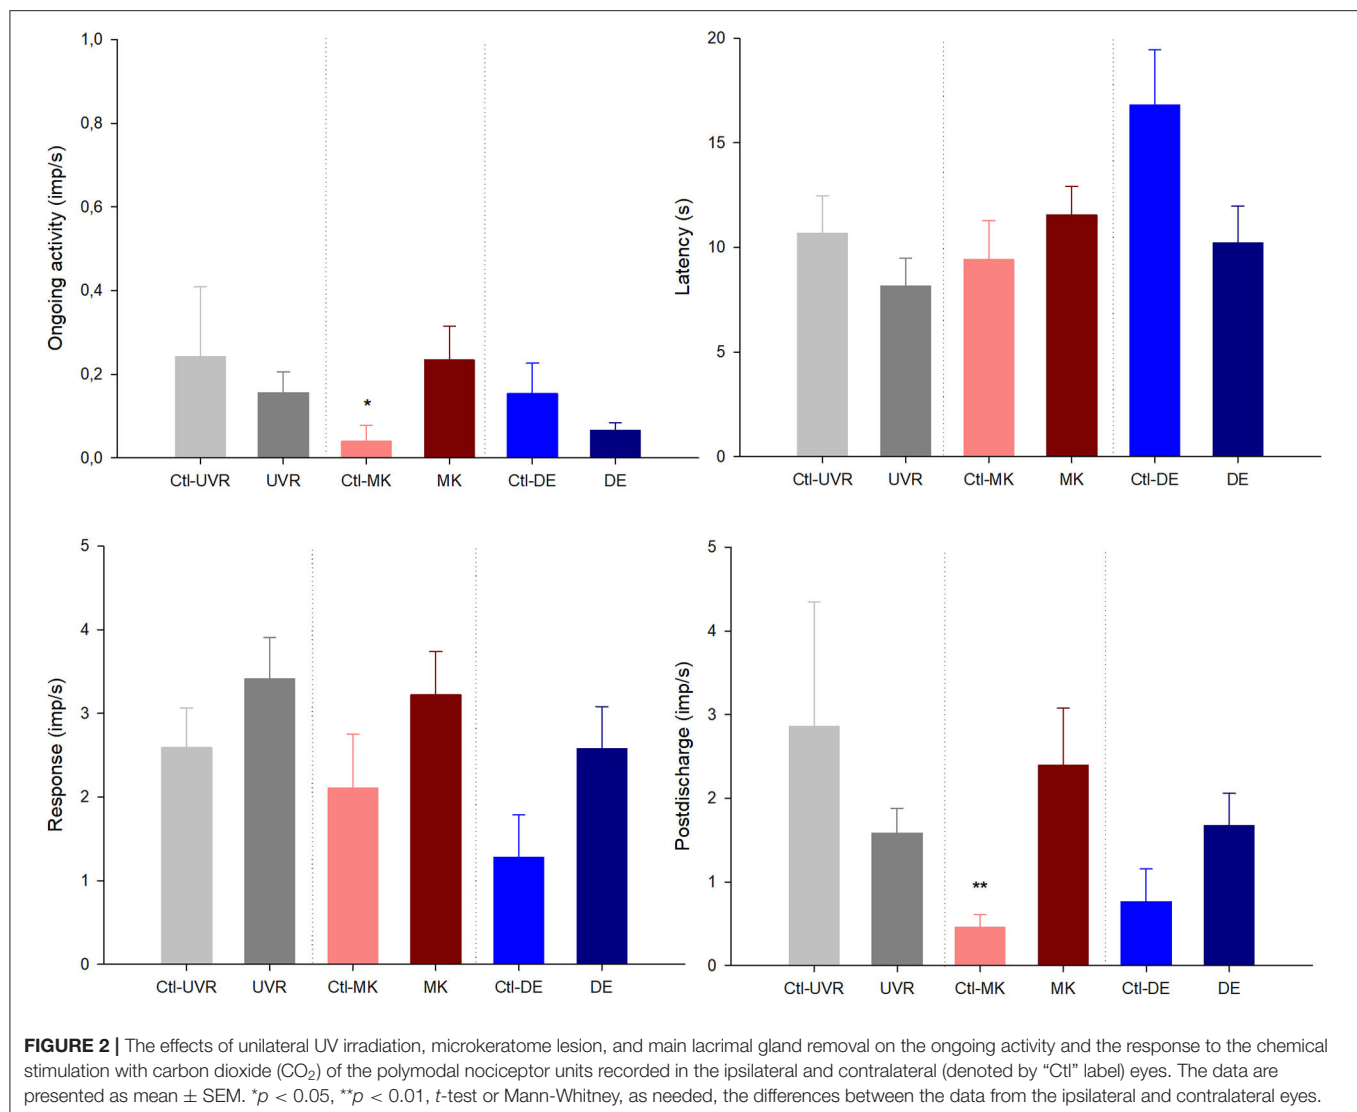 1,0
0,8
0,6
0,4
0,2
0,0
Ongoing activity (imp/s)
*
Ctl-UVR UVR Ctl-MK MK Ctl-DE DE
20
15
10
5
0
Latency (s)
Ctl-UVR UVR Ctl-MK MK Ctl-DE DE
5
4
3
2
1
0
Response (imp/s)
Ctl-UVR UVR Ctl-MK MK Ctl-DE DE
5
4
3
2
1
0
Postdischarge (imp/s)
**
Ctl-UVR UVR Ctl-MK MK Ctl-DE DE
FIGURE 2 | The effects of unilateral UV irradiation, microkeratome lesion, and main lacrimal gland removal on the ongoing activity and the response to the chemical
stimulation with carbon dioxide (CO₂) of the polymodal nociceptor units recorded in the ipsilateral and contralateral (denoted by “Ctl” label) eyes. The data are
presented as mean ± SEM. *p < 0.05, **p < 0.01, t-test or Mann-Whitney, as needed, the differences between the data from the ipsilateral and contralateral eyes.